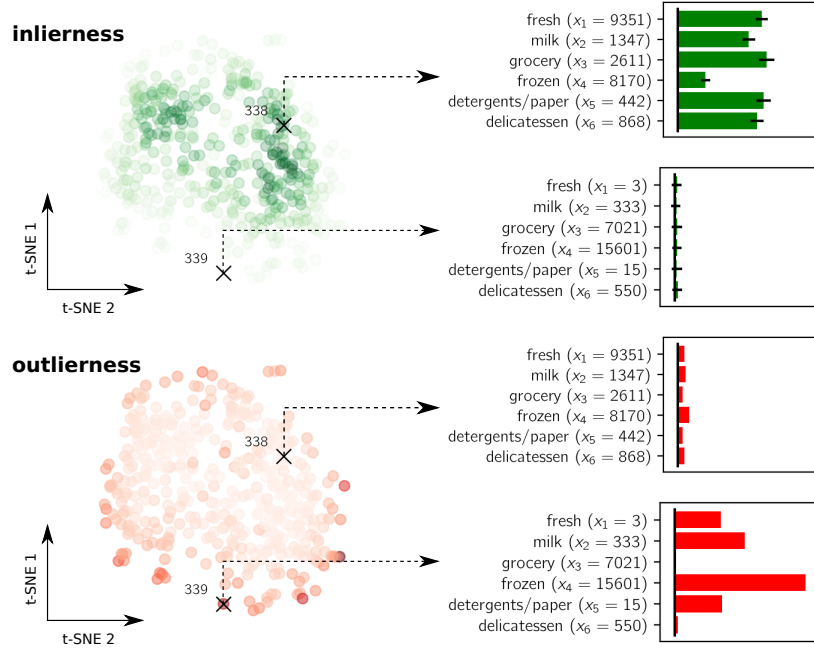 inlierness
338
339
t-SNE 1
t-SNE 2
fresh (x₁ = 9351)
milk (x₂ = 1347)
grocery (x₃ = 2611)
frozen (x₄ = 8170)
detergents/paper (x₅ = 442)
delicatessen (x₆ = 868)
fresh (x₁ = 3)
milk (x₂ = 333)
grocery (x₃ = 7021)
frozen (x₄ = 15601)
detergents/paper (x₅ = 15)
delicatessen (x₆ = 550)
outlierness
338
339
t-SNE 1
t-SNE 2
fresh (x₁ = 9351)
milk (x₂ = 1347)
grocery (x₃ = 2611)
frozen (x₄ = 8170)
detergents/paper (x₅ = 442)
delicatessen (x₆ = 868)
fresh (x₁ = 3)
milk (x₂ = 333)
grocery (x₃ = 7021)
frozen (x₄ = 15601)
detergents/paper (x₅ = 15)
delicatessen (x₆ = 550)